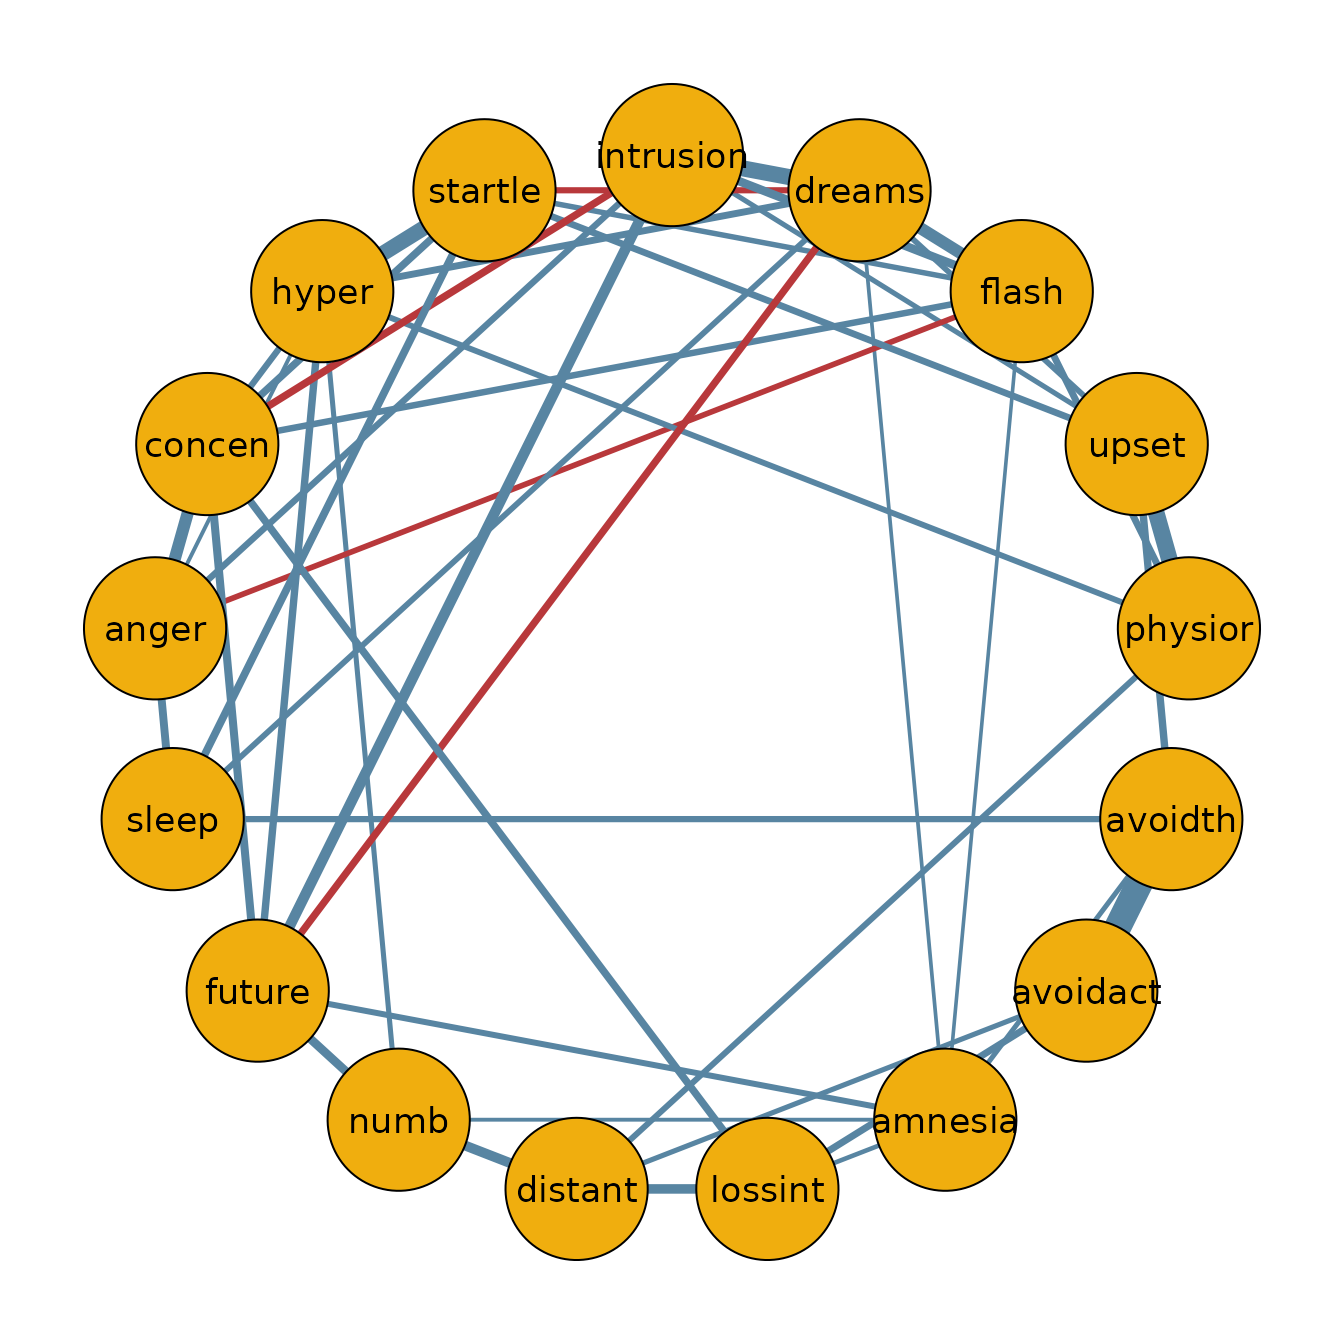 intrusion
startle
dreams
hyper
flash
concen
upset
anger
physior
sleep
avoidth
future
avoidact
numb
amnesia
distant
lossint